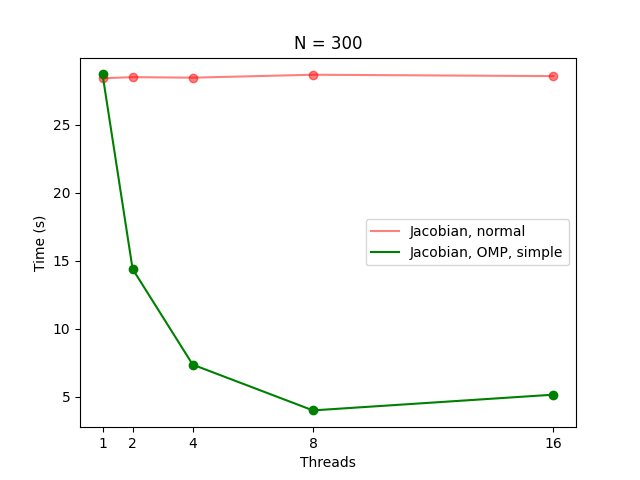 N = 300
Time (s)
25
20
15
10
5
Jacobian, normal
Jacobian, OMP, simple
1 2 4 8 16
Threads